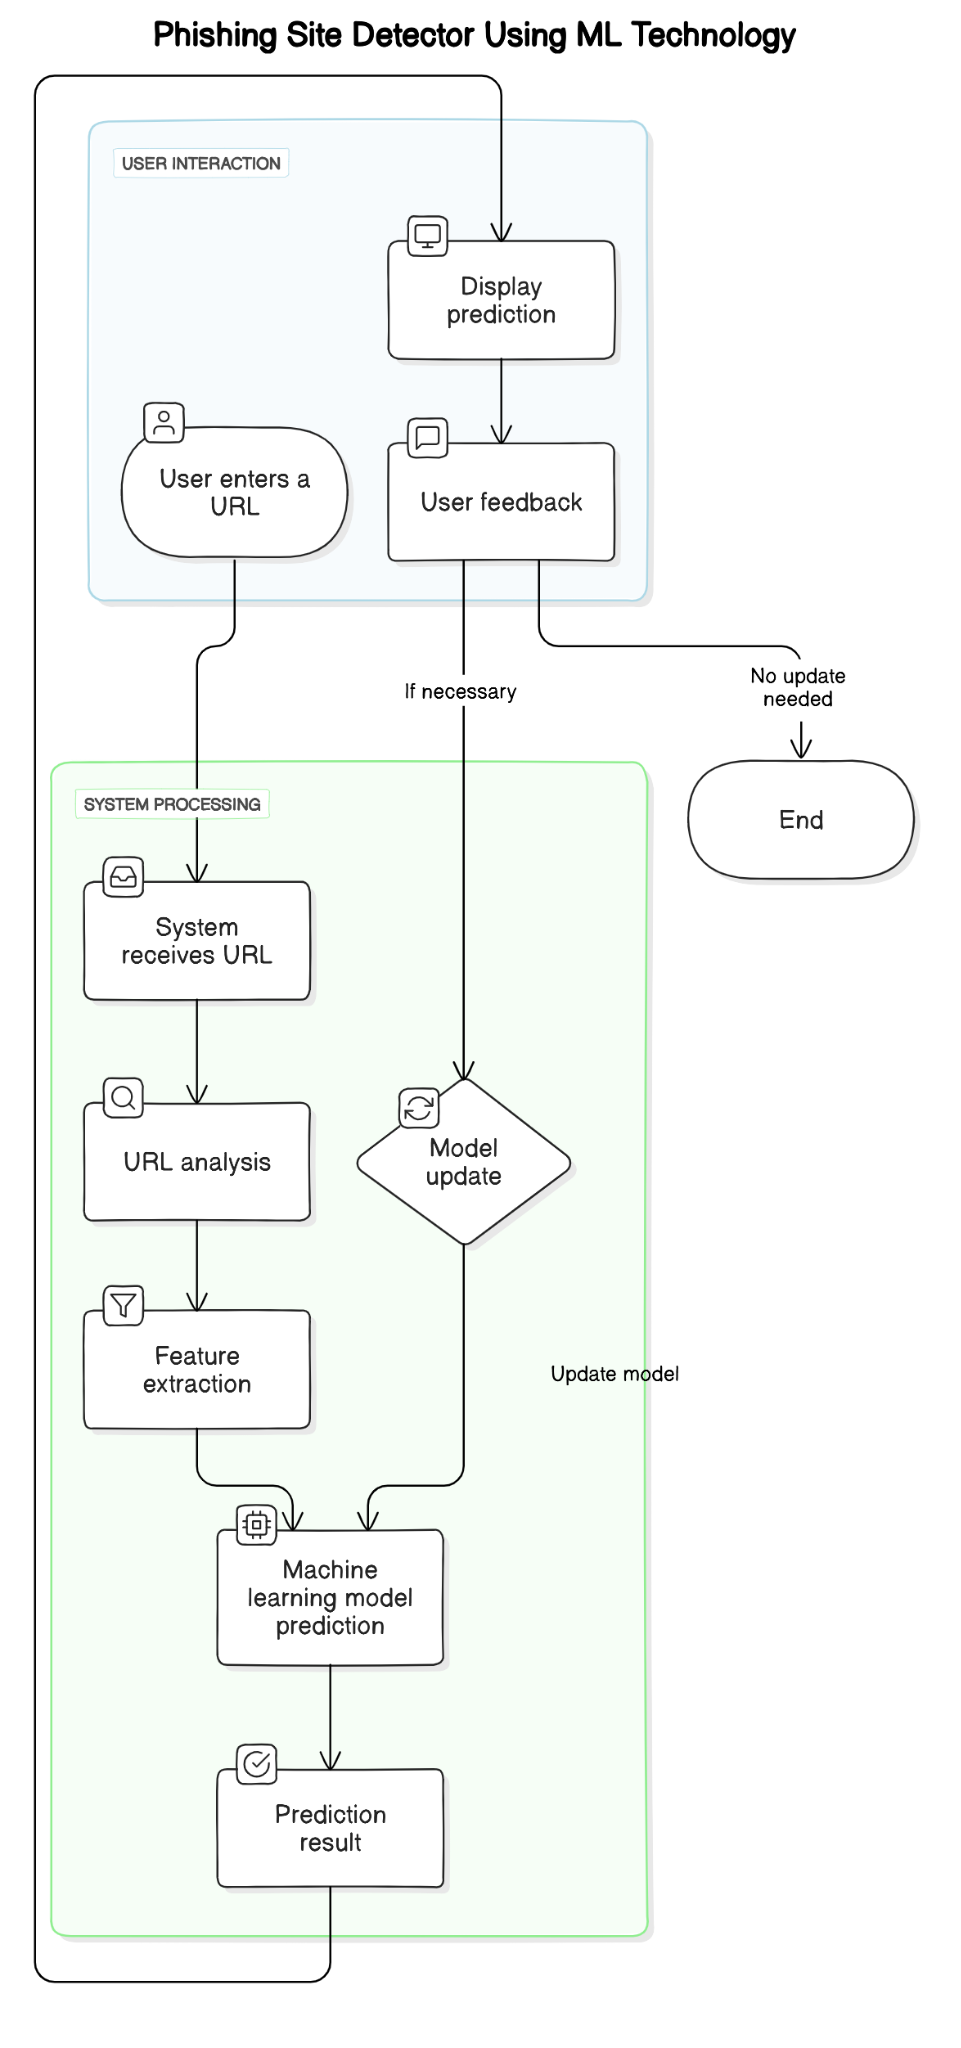 Phishing Site Detector Using ML Technology
USER INTERACTION
Display
prediction
User enters a
URL
User feedback
If necessary
No update
needed
End
SYSTEM PROCESSING
System
receives URL
URL analysis
Model
update
Feature
extraction
Update model
Machine
learning model
prediction
Prediction
result